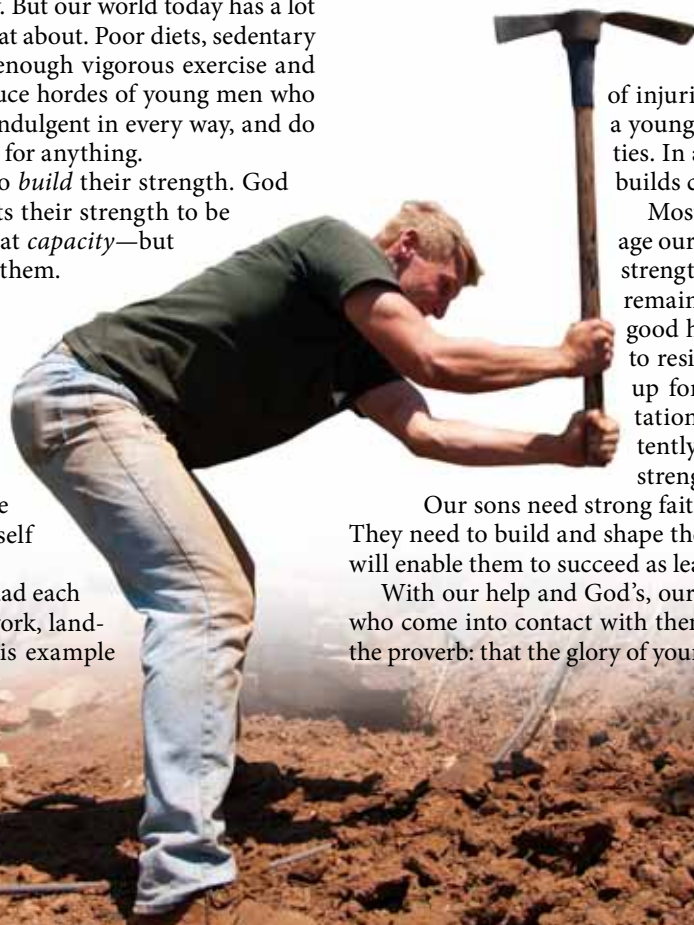 . But our world today has a lot
at about. Poor diets, sedentary
enough vigorous exercise and
uce hordes of young men who
ndulgent in every way, and do
for anything.
o build their strength. God
ts their strength to be
at capacity—but
them.
e
self
ad each
ork, land-
is example
of injuri
a young
ties. In a
builds c
Mos
age our
strengt
remain
good h
to resi
up for
tation
tently
streng
Our sons need strong fait
They need to build and shape the
will enable them to succeed as lea
With our help and God's, our
who come into contact with ther
the proverb: that the glory of your